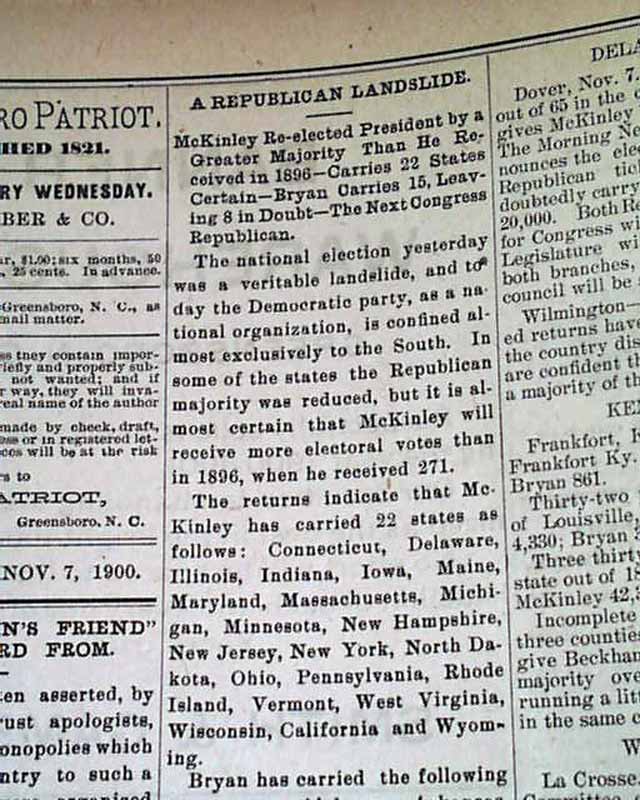 RO PATRIOT.
HED 1821.
RY WEDNESDAY.
BER & CO.
ar, $1.00; six months, 50
, 25 cents. In advance.
Greensboro, N. C., as
mail matter.
ss they contain impor-
riefly and properly sub-
not wanted; and if
r way, they will inva-
real name of the author
made by check, draft,
ess or in registered let-
ces will be at the risk
s to
ATRIOT,
Greensboro, N. C.
NOV. 7, 1900.
N'S FRIEND"
RD FROM.
en asserted, by
rust apologists,
onopolies which
ntry to such a
A REPUBLICAN LANDSLIDE.
McKinley Re-elected President by a
Greater Majority Than He Re-
ceived in 1896—Carries 22 States
Certain—Bryan Carries 15, Leav-
ing 8 in Doubt—The Next Congress
Republican.
The national election yesterday
was a veritable landslide, and to-
day the Democratic party, as a na-
tional organization, is confined al-
most exclusively to the South. In
some of the states the Republican
majority was reduced, but it is al-
most certain that McKinley will
receive more electoral votes than
in 1896, when he received 271.
The returns indicate that Mc-
Kinley has carried 22 states as
follows: Connecticut, Delaware,
Illinois, Indiana, Iowa, Maine,
Maryland, Massachusetts, Michi-
gan, Minnesota, New Hampshire,
New Jersey, New York, North Da-
kota, Ohio, Pennsylvania, Rhode
Island, Vermont, West Virginia,
Wisconsin, California and Wyom-
ing.
Bryan has carried the following
DELA
Dover, Nov. 7.
out of 65 in the
gives McKinley
The Morning Ne
nounces the elec
Republican tick
doubtedly carry
20,000. Both Re
for Congress wi
Legislature wi
both branches,
council will be
Wilmington—
ed returns have
the country dis
are confident th
a majority of th
KEN
Frankfort, K
Frankfort Ky.
Bryan 861.
Thirty-two
of Louisville,
4,330; Bryan 3
Three thirty
state out of 18
McKinley 42,3
Incomplete
three counties
give Beckham
majority ove
running a litt
in the same c
W
La Crosse.